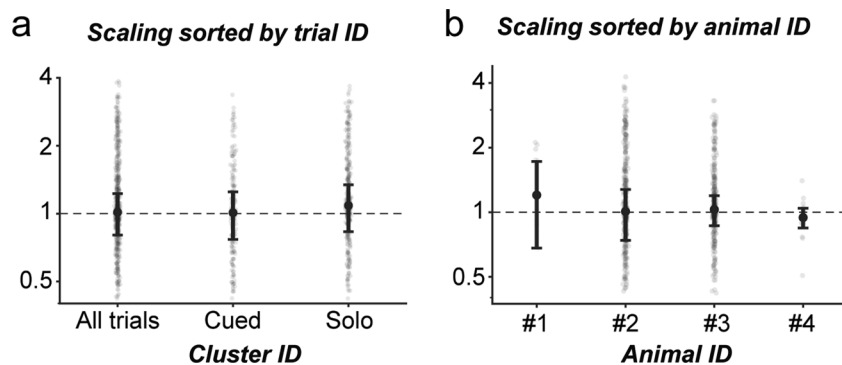 a
Scaling sorted by trial ID
4
2
1
0.5
All trials
Cued
Solo
Cluster ID
b
Scaling sorted by animal ID
4
2
1
0.5
#1
#2
#3
#4
Animal ID